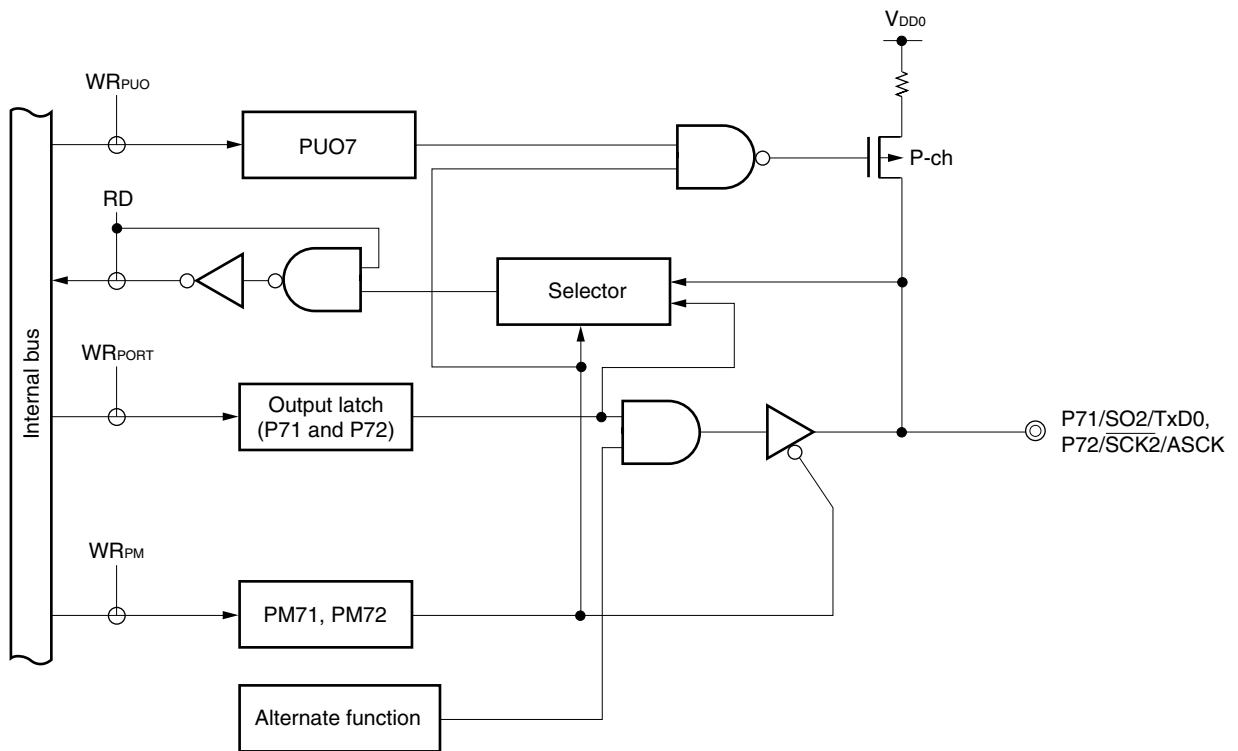 VDD0
WRPUO
PUO7
P-ch
RD
Selector
Internal bus
WRPORT
Output latch
(P71 and P72)
P71/SO2/TxD0,
P72/SCK2/ASCK
WRPM
PM71, PM72
Alternate function